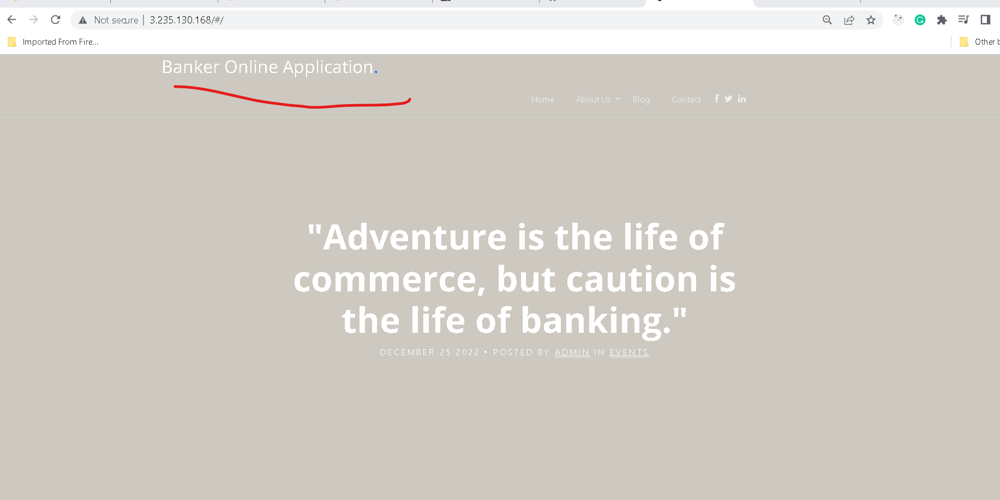 Not secure | 3.235.130.168/#/
Imported From Fire...
Other b
Banker Online Application.
Home About Us Blog Contact
"Adventure is the life of
commerce, but caution is
the life of banking."
DECEMBER 25 2022 • POSTED BY ADMIN IN EVENTS